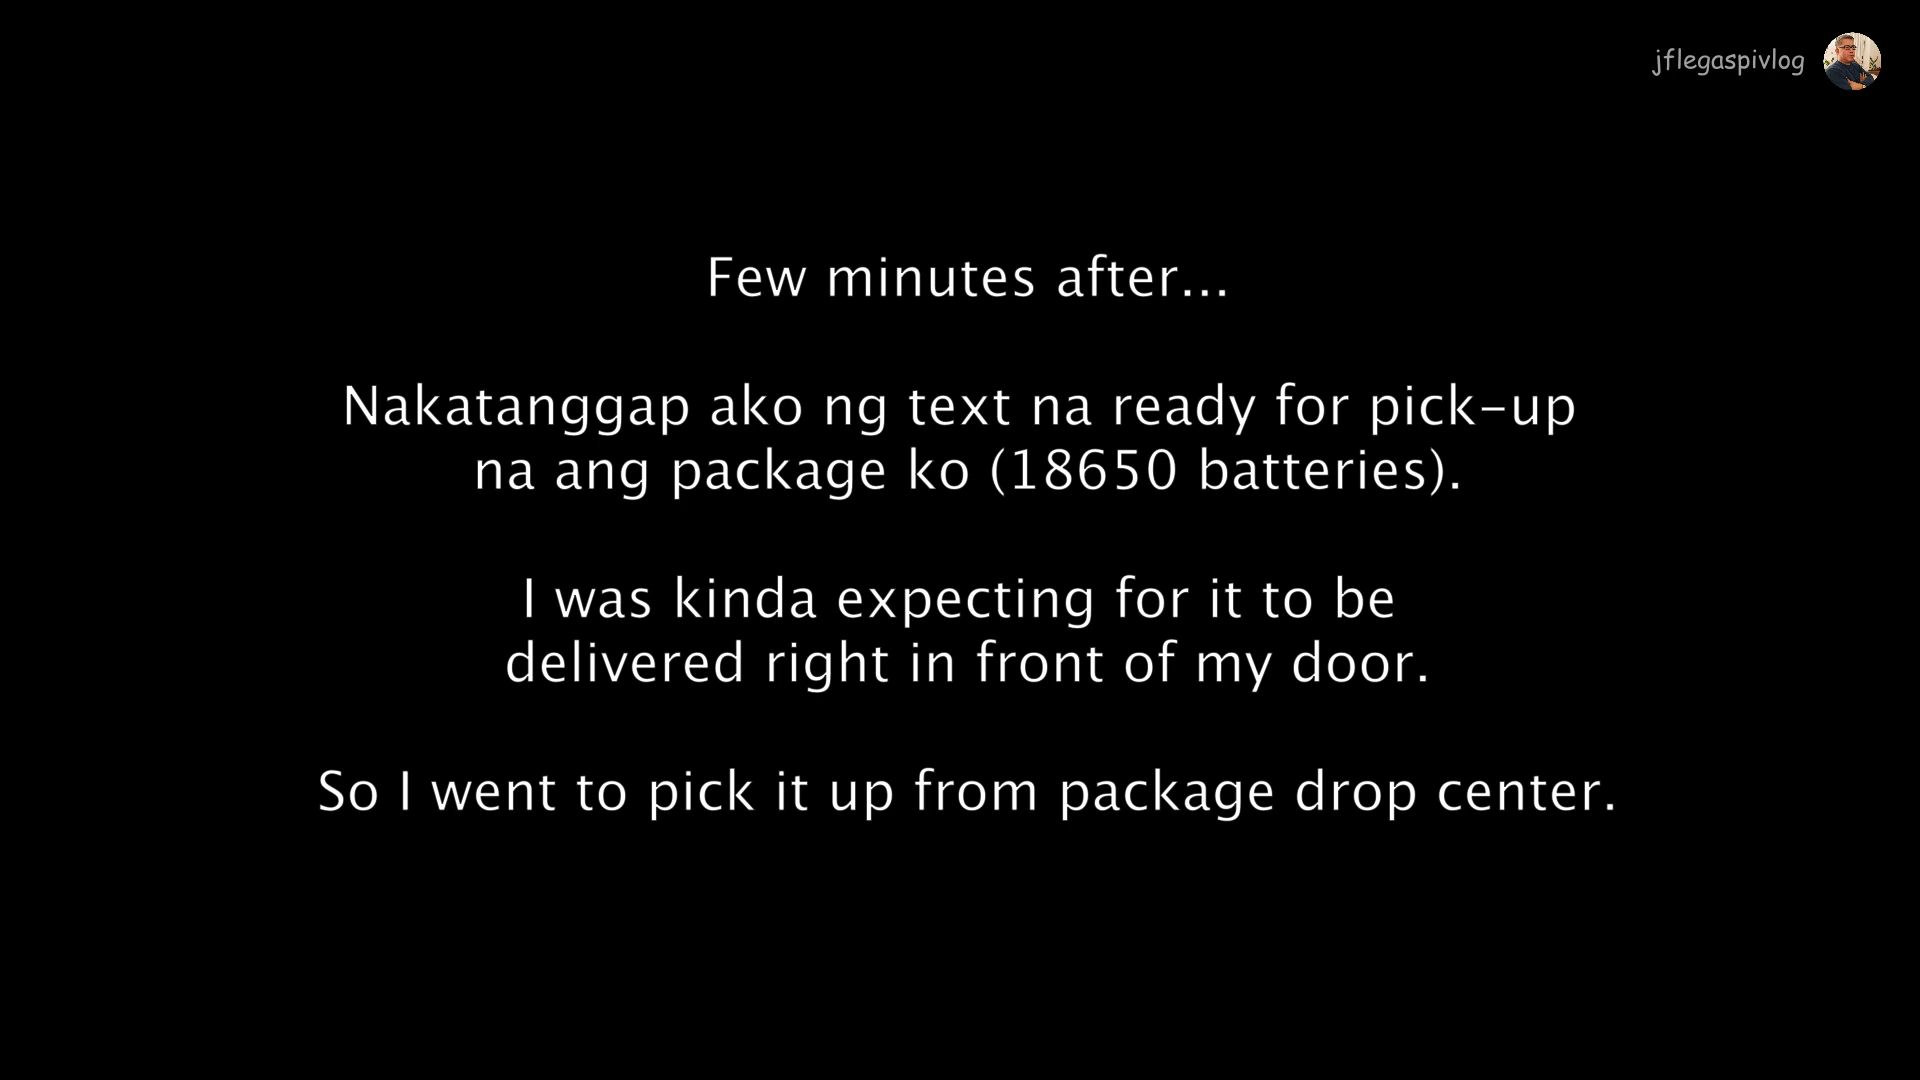 jflegaspivlog
Few minutes after...
Nakatanggap ako ng text na ready for pick-up
na ang package ko (18650 batteries).
I was kinda expecting for it to be
delivered right in front of my door.
So I went to pick it up from package drop center.